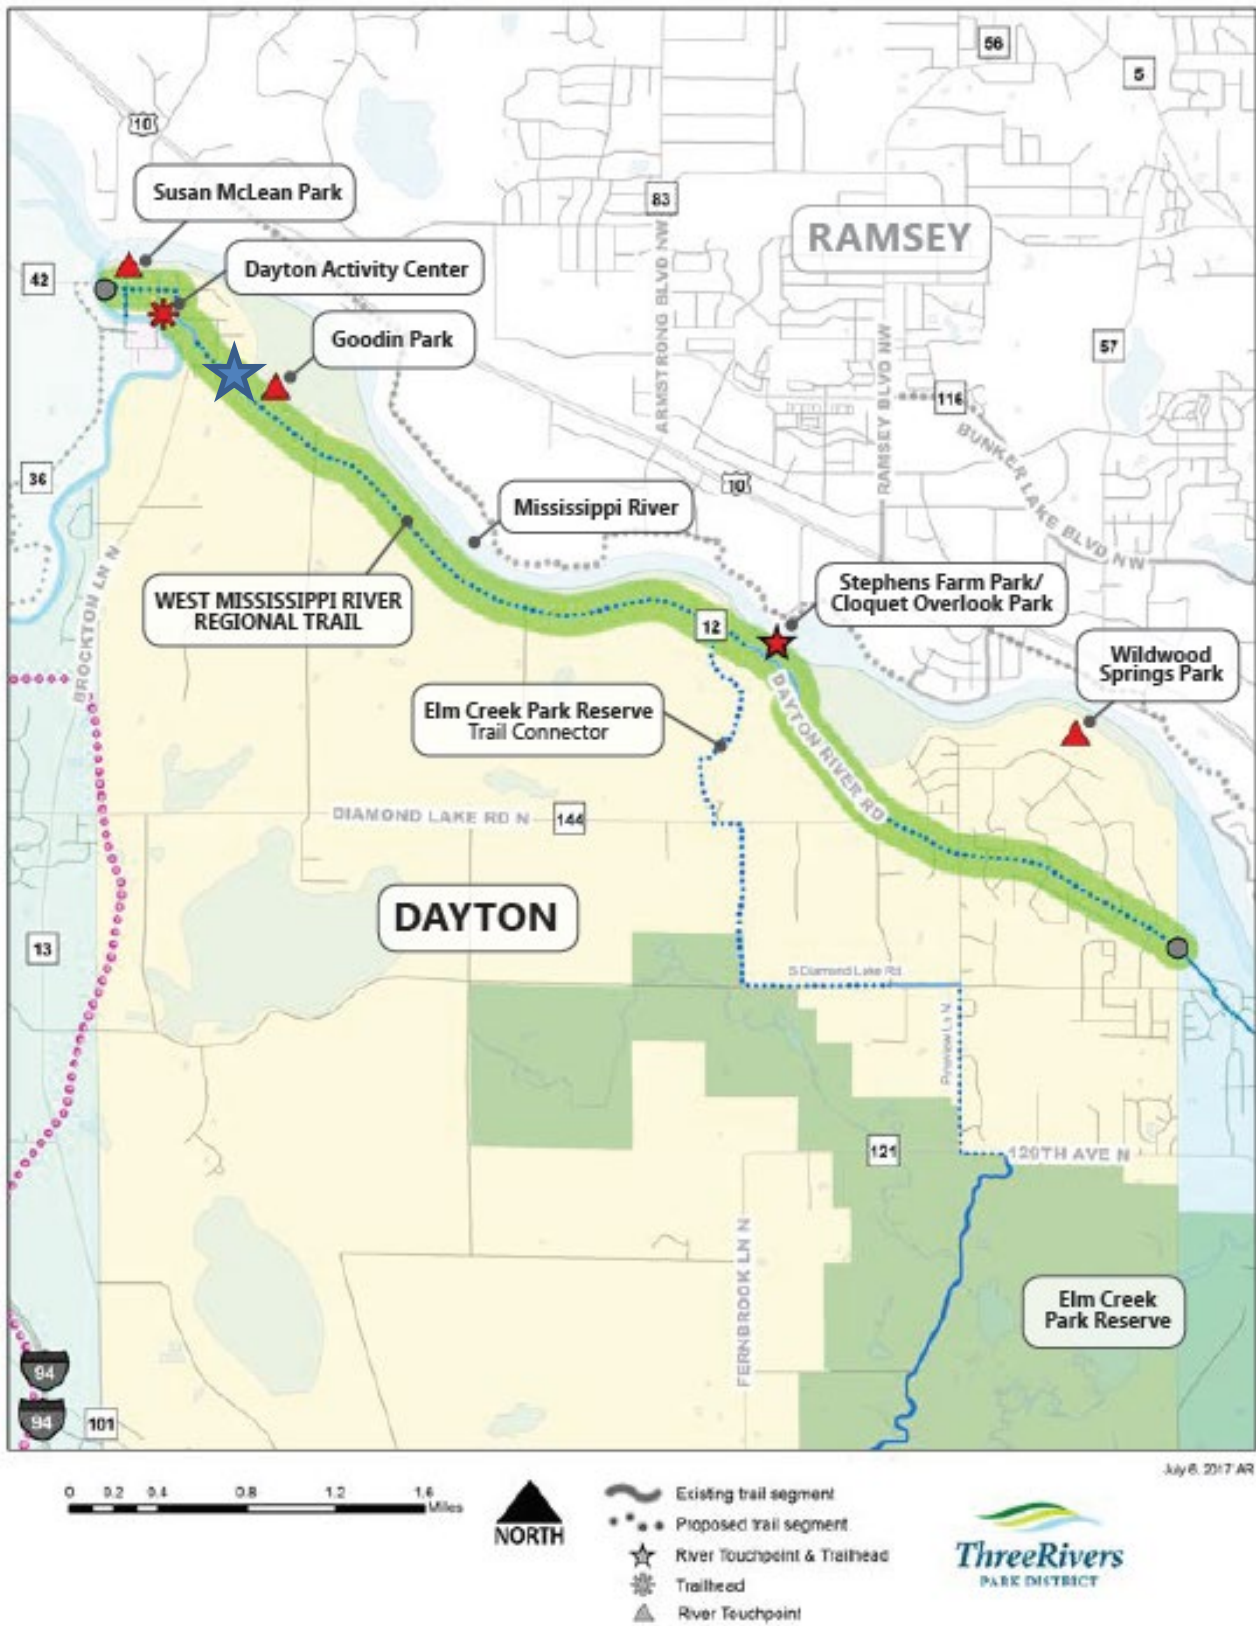 56
5
10
Susan McLean Park
83
RAMSEY
Dayton Activity Center
42
ARMSTRONG BLVD NW
Goodin Park
57
RAMSEY BLVD NW
116
BUNKER LAKE BLVD NW
36
10
Mississippi River
BROCKTON LN N
WEST MISSISSIPPI RIVER
REGIONAL TRAIL
Stephens Farm Park/
Cloquet Overlook Park
12
Wildwood
Springs Park
Elm Creek Park Reserve
Trail Connector
DAYTON RIVER RD
DIAMOND LAKE RD N
144
DAYTON
13
S Diamond Lake Rd
Pineview Ln N
121
129TH AVE N
FERNBROOK LN N
Elm Creek
Park Reserve
94
94
101
July 6, 2017 AR
0 0.2 0.4 0.8 1.2 1.6
Miles
NORTH
Existing trail segment
Proposed trail segment
River Touchpoint & Trailhead
Trailhead
River Touchpoint
ThreeRivers
PARK DISTRICT